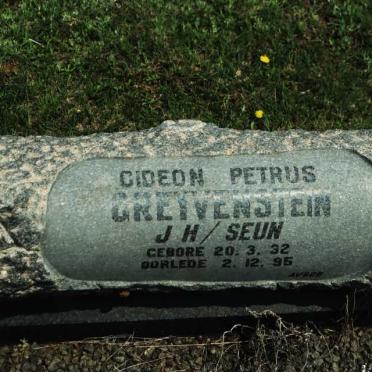 GIDEON PETRUS
GREYVENSTEIN
J H/SEUN
GEBORE 20. 3. 32
OORLEDE 2. 12. 95